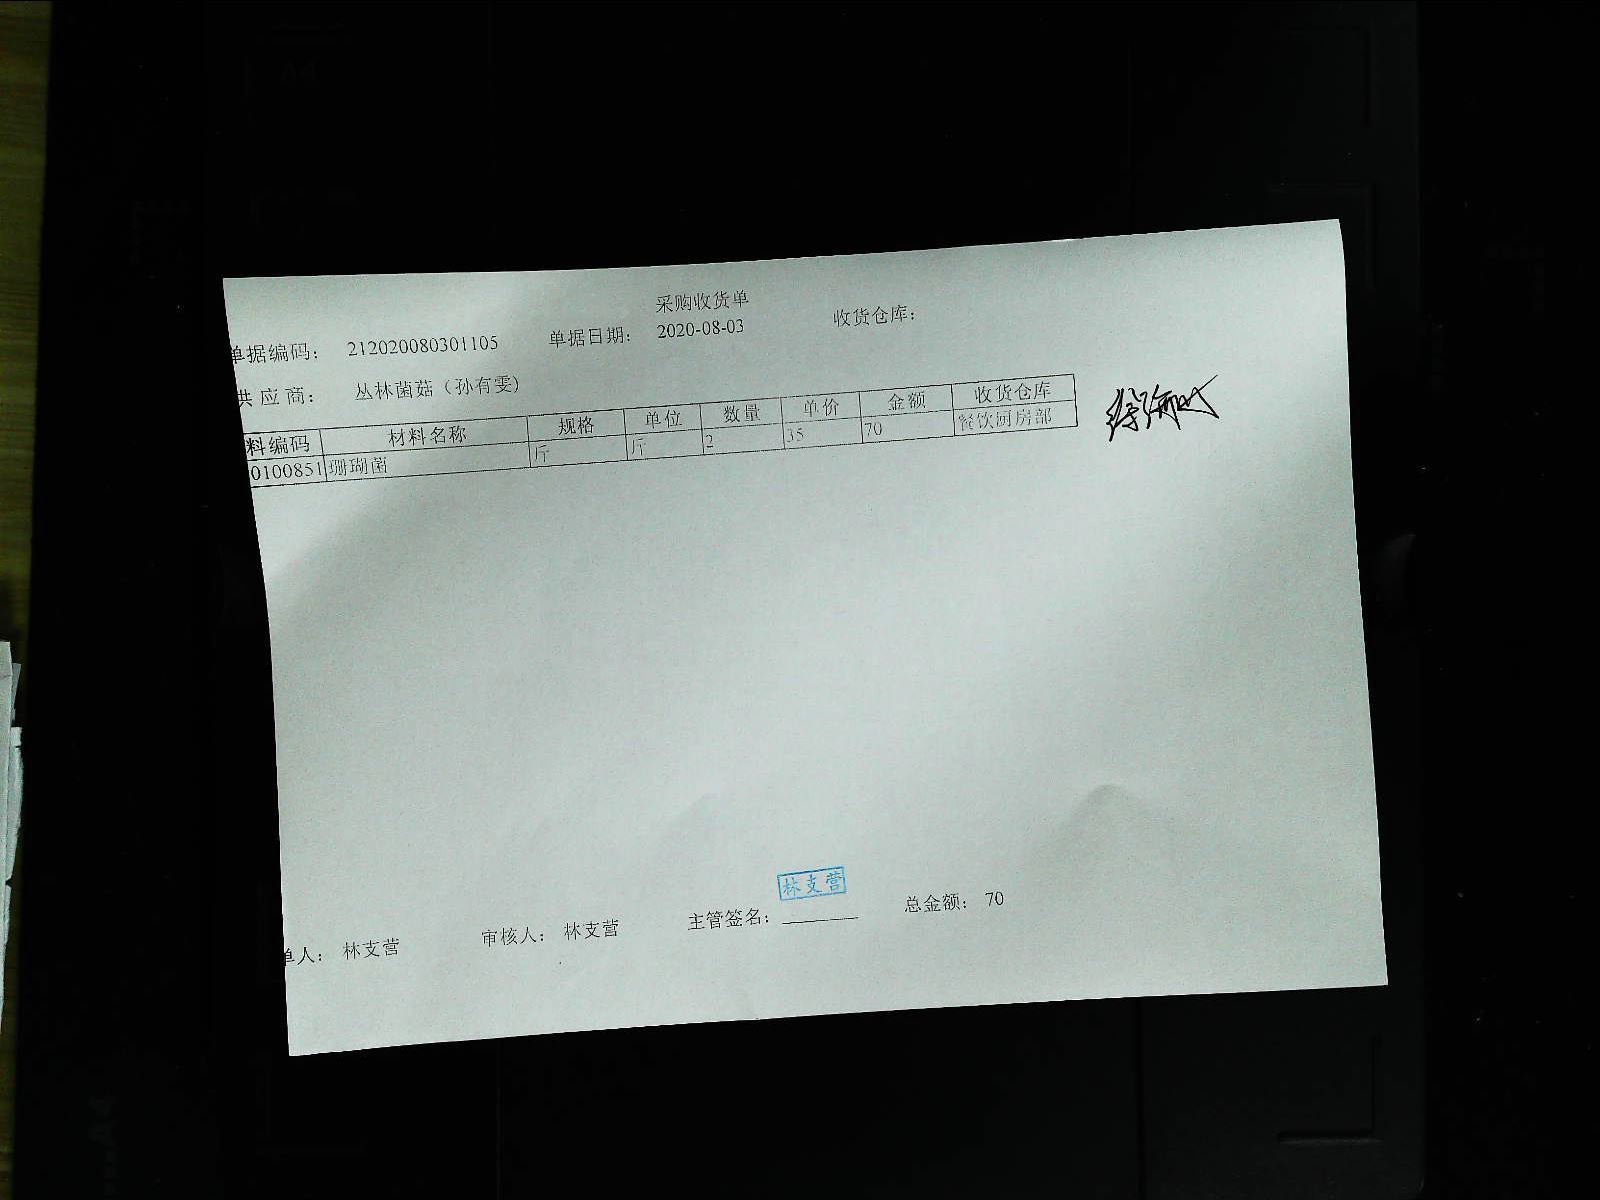 采购收货单
单据编码： 212020080301105 单据日期： 2020-08-03 收货仓库：
供应商： 丛林菌菇（孙有雯）
料编码 材料名称 规格 单位 数量 单价 金额 收货仓库
0100851 珊瑚菌 斤 斤 2 35 70 餐饮厨房部
林支营
单人： 林支营 审核人： 林支营 主管签名： 总金额： 70